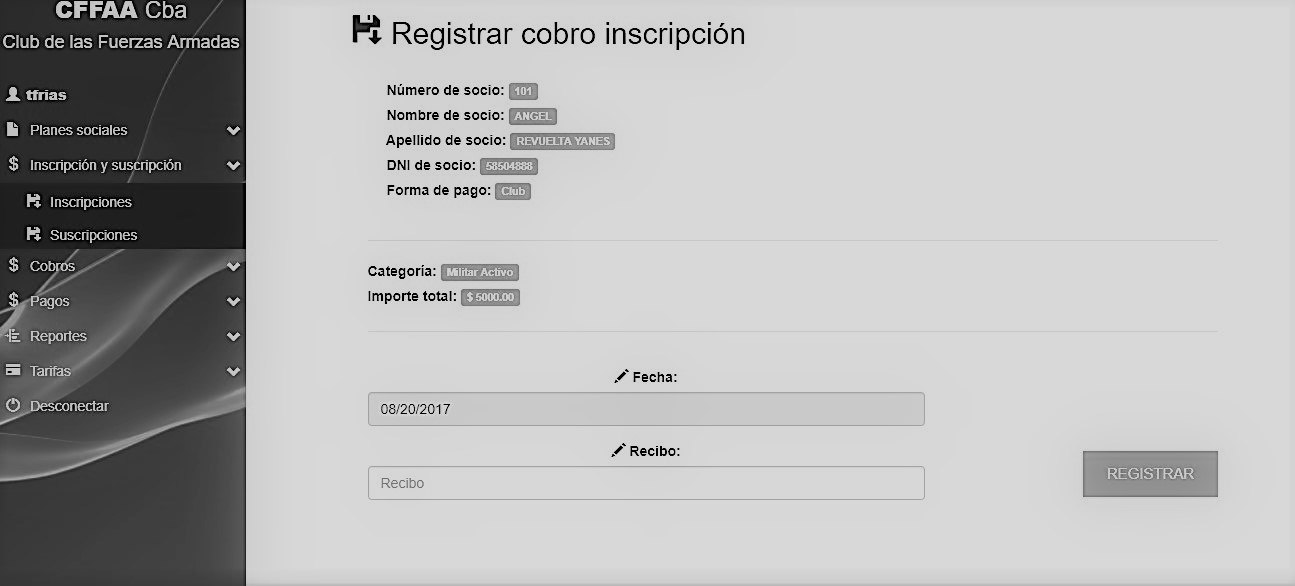 CFFAA Cba
Club de las Fuerzas Armadas
tfrias
Planes sociales
Inscripción y suscripción
Inscripciones
Suscripciones
Cobros
Pagos
Reportes
Tarifas
Desconectar
Registrar cobro inscripción
Número de socio: 101
Nombre de socio: ANGEL
Apellido de socio: REVUELTA YANES
DNI de socio: 58504888
Forma de pago: Club
Categoría: Militar Activo
Importe total: $ 5000.00
Fecha:
08/20/2017
Recibo:
Recibo
REGISTRAR